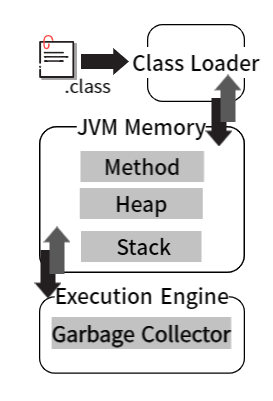 Class Loader
.class
JVM Memory
Method
Heap
Stack
Execution Engine
Garbage Collector